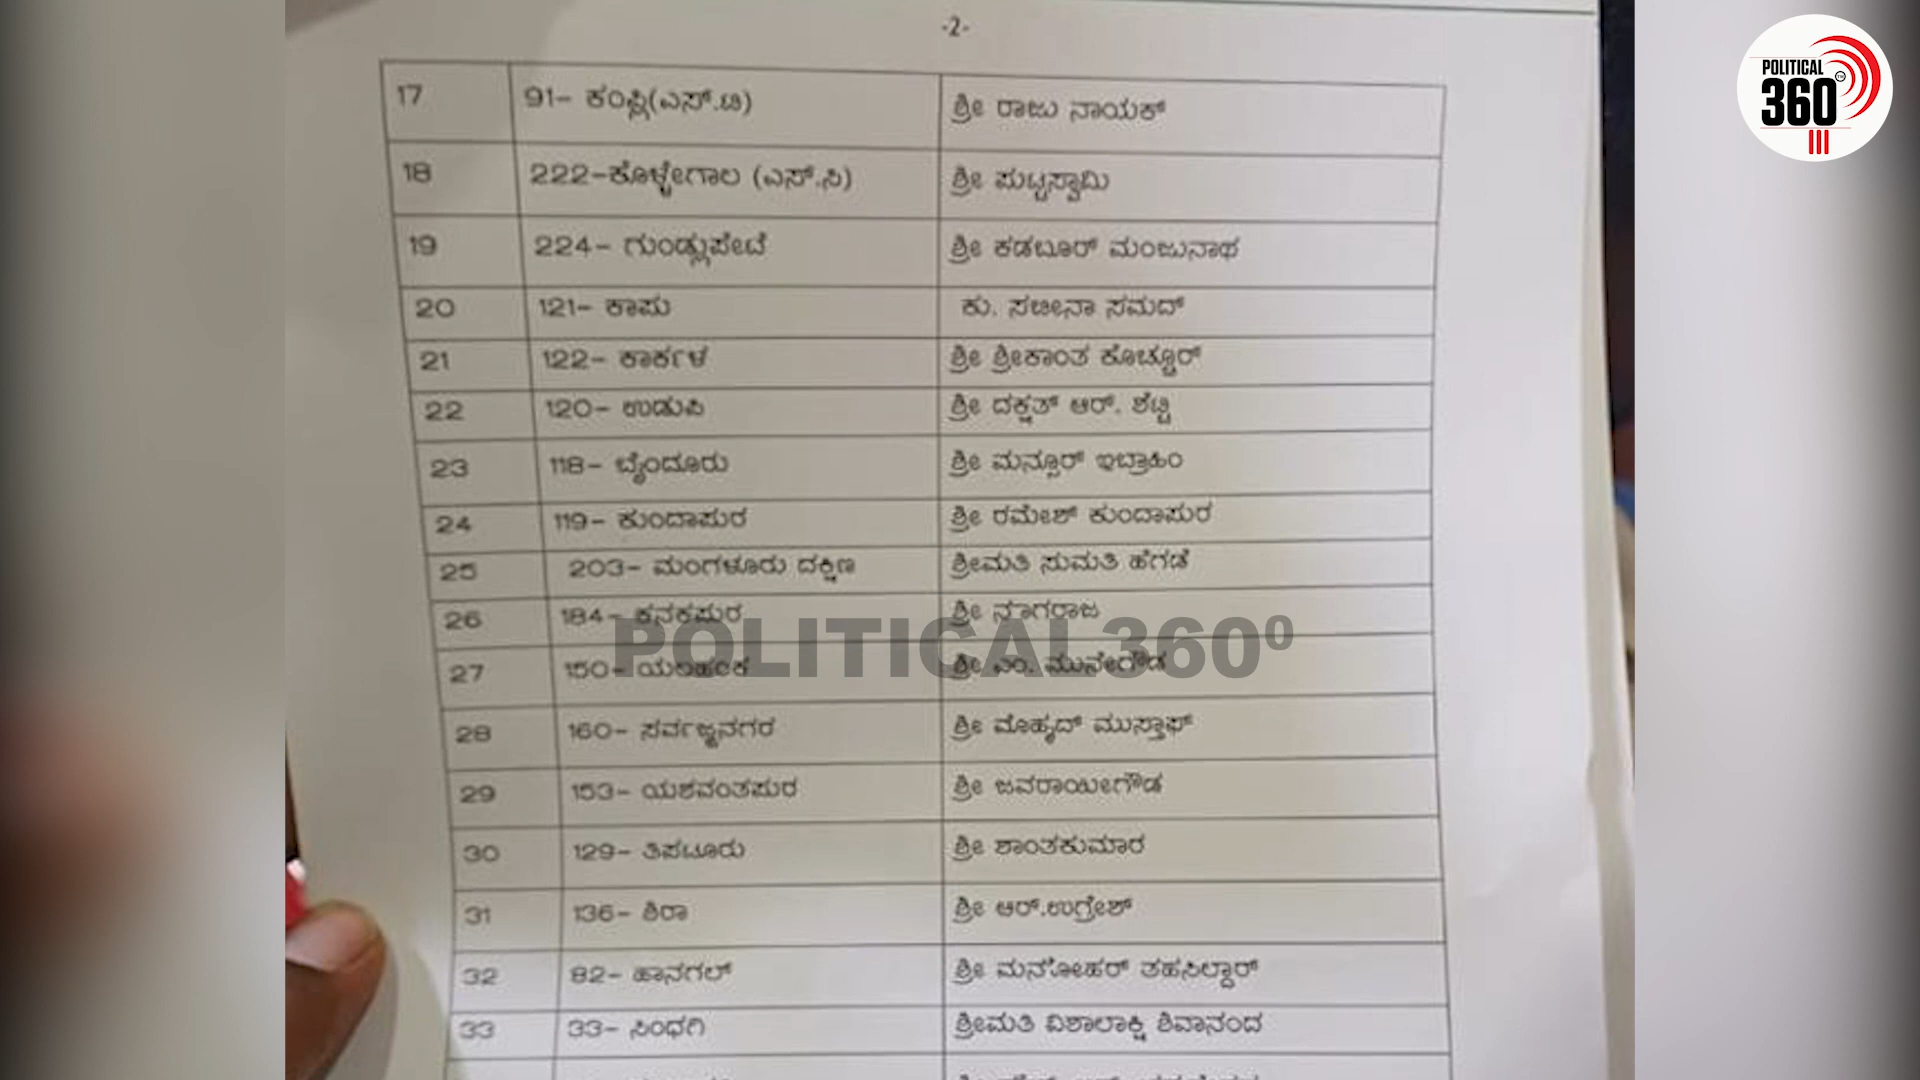 -2-
POLITICAL
360
17 91- ಕಂಪ್ಲಿ(ಎಸ್.ಟಿ) ಶ್ರೀ ರಾಜು ನಾಯಕ್
18 222-ಕೊಳ್ಳೇಗಾಲ (ಎಸ್.ಸಿ) ಶ್ರೀ ಪುಟ್ಟಸ್ವಾಮಿ
19 224- ಗುಂಡ್ಲುಪೇಟೆ ಶ್ರೀ ಕಡಬೂರ್ ಮಂಜುನಾಥ
20 121- ಕಾಪು ಕು. ಸಬೀನಾ ಸಮದ್
21 122- ಕಾರ್ಕಳ ಶ್ರೀ ಶ್ರೀಕಾಂತ ಕೊಚ್ಚೂರ್
22 120- ಉಡುಪಿ ಶ್ರೀ ದಕ್ಷತ್ ಆರ್. ಶೆಟ್ಟಿ
23 118- ಬೈಂದೂರು ಶ್ರೀ ಮನ್ಸೂರ್ ಇಬ್ರಾಹಿಂ
24 119- ಕುಂದಾಪುರ ಶ್ರೀ ರಮೇಶ್ ಕುಂದಾಪುರ
25 203- ಮಂಗಳೂರು ದಕ್ಷಿಣ ಶ್ರೀಮತಿ ಸುಮತಿ ಹೆಗಡೆ
26 184- ಕನಕಪುರ ಶ್ರೀ ನಾಗರಾಜ
POLITICAL360⁰
27 150- ಯಲಹಂಕ ಶ್ರೀ ಎಂ. ಮುನೇಗೌಡ
28 160- ಸರ್ವಜ್ಞನಗರ ಶ್ರೀ ಮೊಹ್ಮದ್ ಮುಸ್ತಾಫ್
29 153- ಯಶವಂತಪುರ ಶ್ರೀ ಜವರಾಯೀಗೌಡ
30 129- ತಿಪಟೂರು ಶ್ರೀ ಶಾಂತಕುಮಾರ
31 136- ಶಿರಾ ಶ್ರೀ ಆರ್.ಉಗ್ರೇಶ್
32 82- ಹಾನಗಲ್ ಶ್ರೀ ಮನೋಹರ್ ತಹಸಿಲ್ದಾರ್
33 33- ಸಿಂಧಗಿ ಶ್ರೀಮತಿ ವಿಶಾಲಾಕ್ಷಿ ಶಿವಾನಂದ